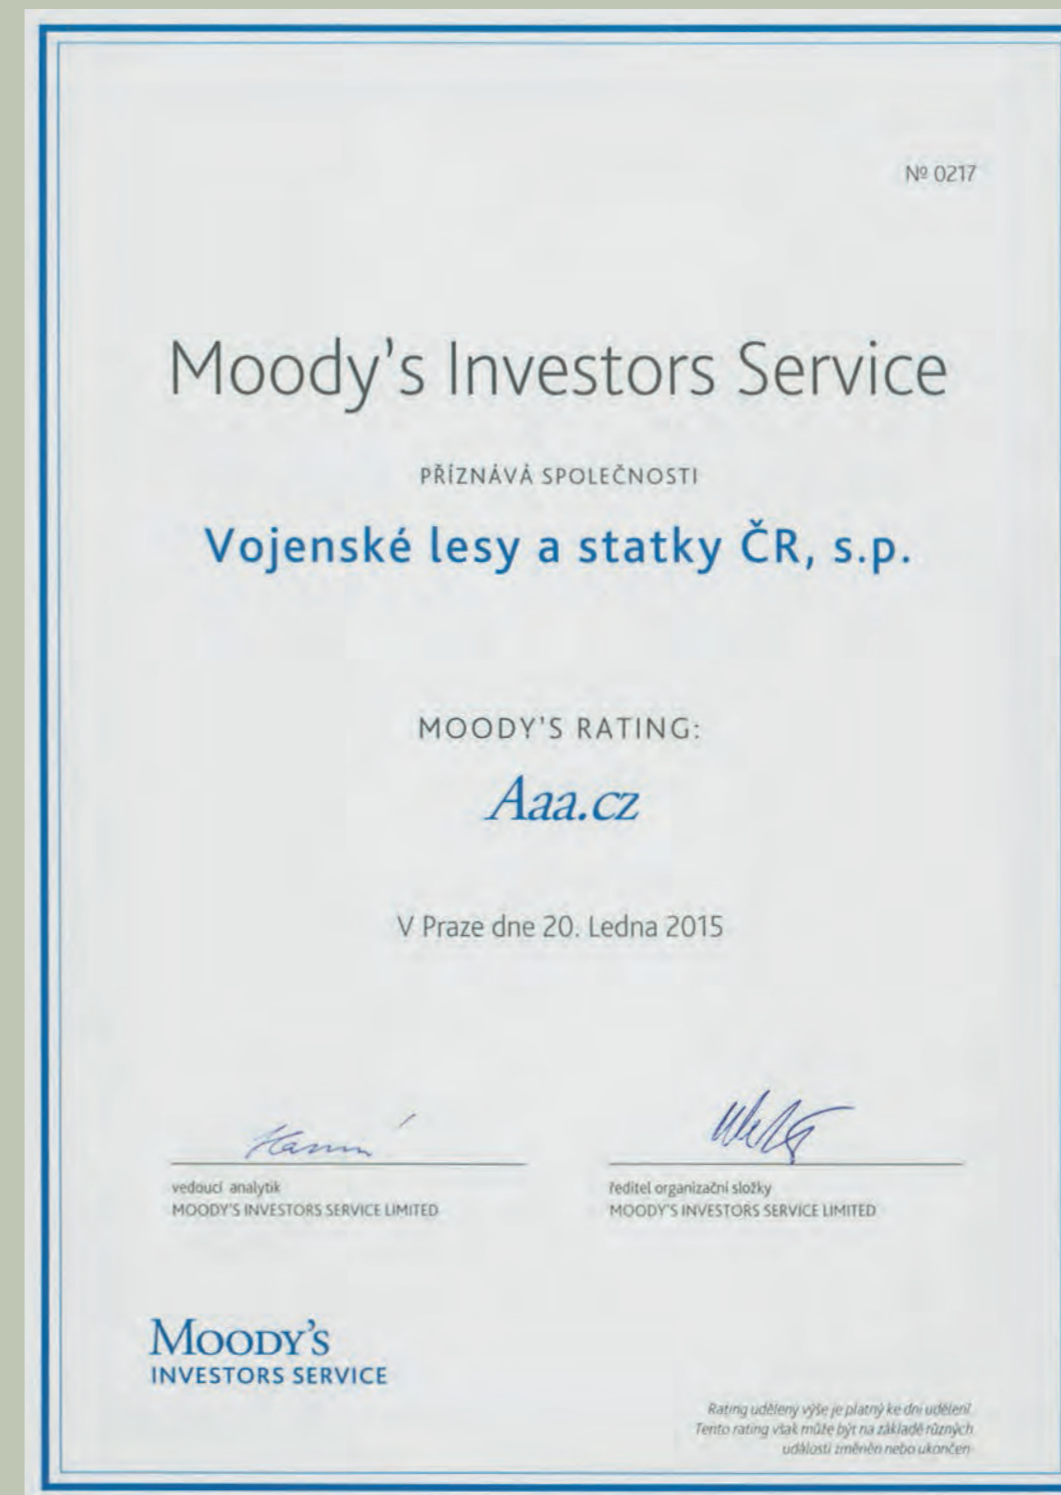 № 0217
Moody's Investors Service
PŘÍZNÁVÁ SPOLEČNOSTI
Vojenské lesy a statky ČR, s.p.
MOODY'S RATING:
Aaa.cz
V Praze dne 20. Ledna 2015
vedoucí analytik
MOODY'S INVESTORS SERVICE LIMITED
ředitel organizační složky
MOODY'S INVESTORS SERVICE LIMITED
MOODY'S
INVESTORS SERVICE
Rating udělený výše je platný ke dni udělení.
Tento rating však může být na základě různých
událostí změněn nebo ukončen